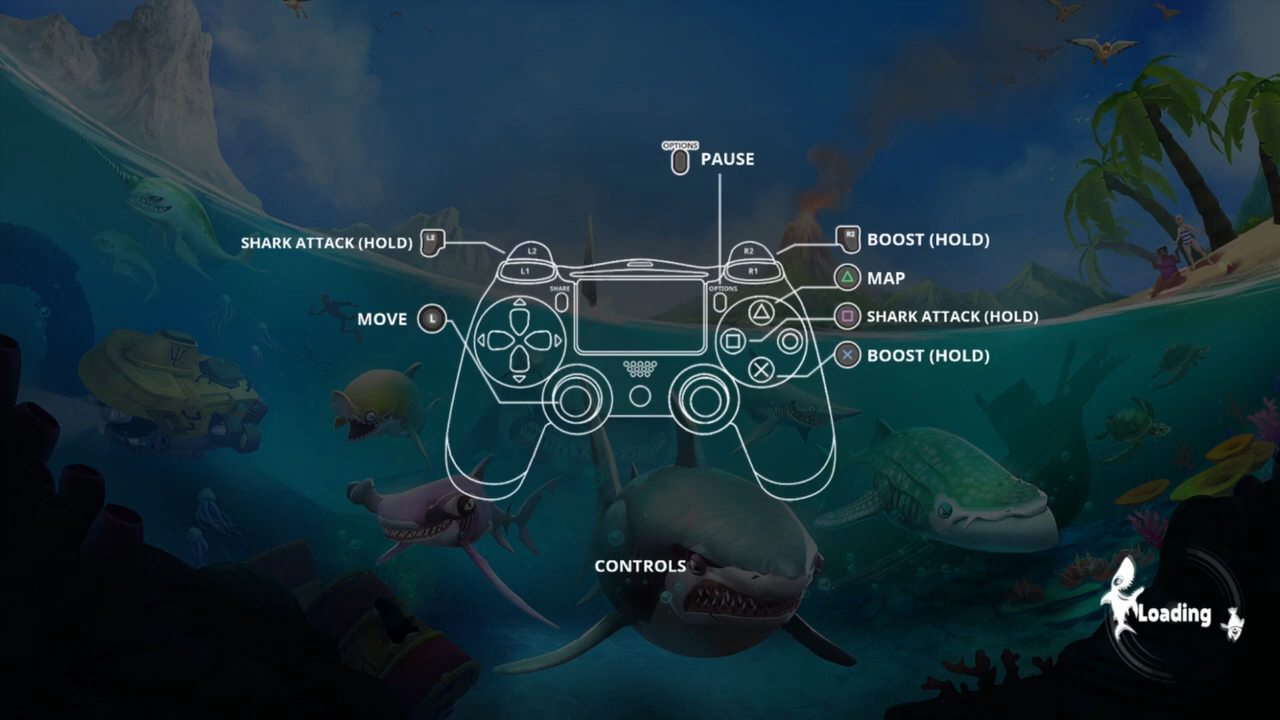 OPTIONS
PAUSE
SHARK ATTACK (HOLD)
L2
L2
L1
R2
R1
R2
BOOST (HOLD)
MAP
SHARE
OPTIONS
MOVE
L
SHARK ATTACK (HOLD)
BOOST (HOLD)
CONTROLS
Loading